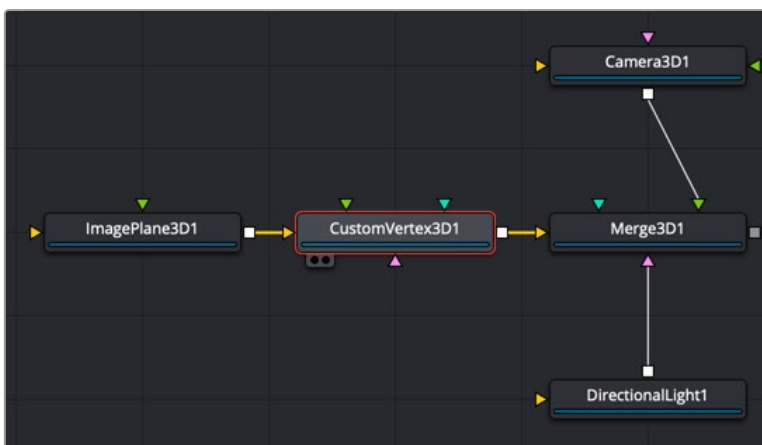 Camera3D1
ImagePlane3D1
CustomVertex3D1
Merge3D1
DirectionalLight1